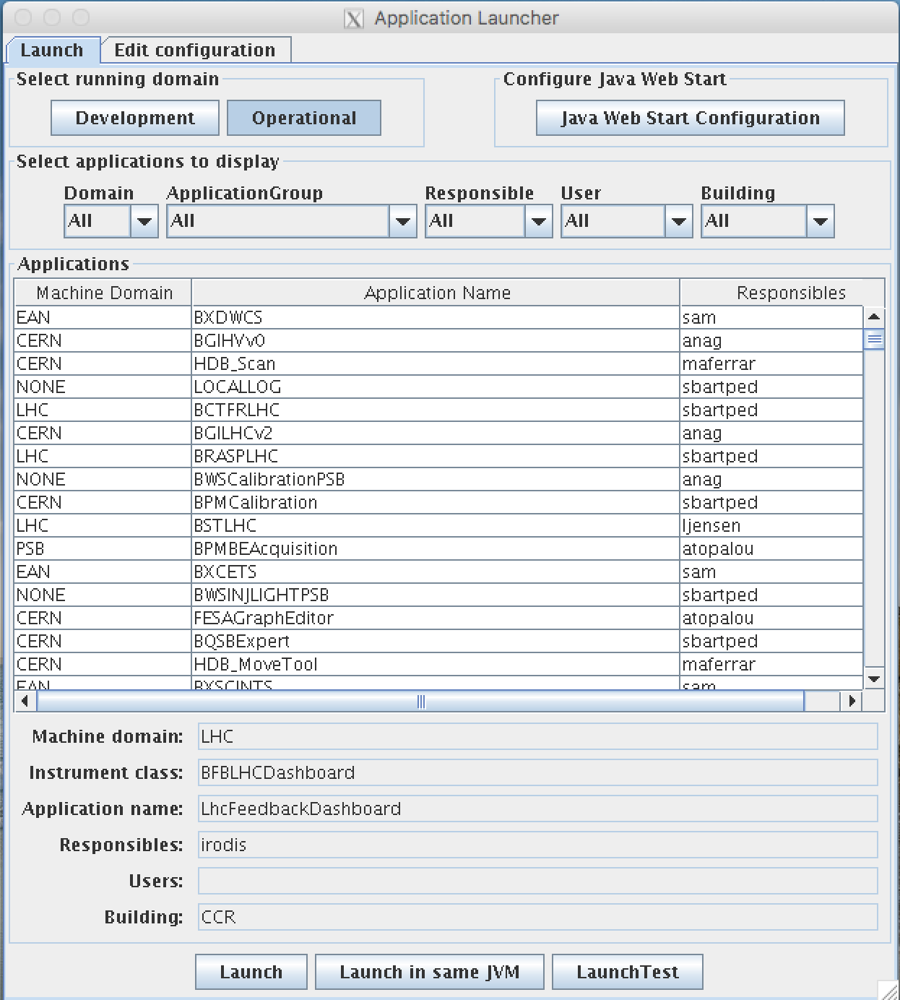 Application Launcher
Launch Edit configuration
Select running domain Configure Java Web Start
Development Operational Java Web Start Configuration
Select applications to display
Domain ApplicationGroup Responsible User Building
All All All All All
Applications
Machine Domain Application Name Responsibles
EAN BXDWCS sam
CERN BGIHVv0 anag
CERN HDB_Scan maferrar
NONE LOCALLOG sbartped
LHC BCTFRLHC sbartped
CERN BGILHCv2 anag
LHC BRASPLHC sbartped
NONE BWSCalibrationPSB anag
CERN BPMCalibration sbartped
LHC BSTLHC ljensen
PSB BPMBEAcquisition atopalou
EAN BXCETS sam
NONE BWSINJLIGHTPSB sbartped
CERN FESAGraphEditor atopalou
CERN BQSBExpert sbartped
CERN HDB_MoveTool maferrar
EAN BXSCINTS sam
Machine domain: LHC
Instrument class: BFBLHCDashboard
Application name: LhcFeedbackDashboard
Responsibles: irodis
Users:
Building: CCR
Launch Launch in same JVM LaunchTest